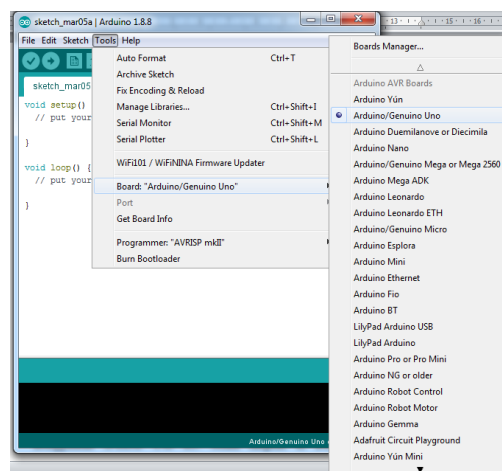 sketch_mar05a | Arduino 1.8.8
File Edit Sketch Tools Help
sketch_mar05
void setup()
// put your
}
void loop() {
// put your
}
Auto Format Ctrl+T
Archive Sketch
Fix Encoding & Reload
Manage Libraries... Ctrl+Shift+I
Serial Monitor Ctrl+Shift+M
Serial Plotter Ctrl+Shift+L
WiFi101 / WiFiNINA Firmware Updater
Board: "Arduino/Genuino Uno"
Port
Get Board Info
Programmer: "AVRISP mkII"
Burn Bootloader
Arduino/Genuino Uno
13 14 15 16
Boards Manager...
Arduino AVR Boards
Arduino Yún
Arduino/Genuino Uno
Arduino Duemilanove or Diecimila
Arduino Nano
Arduino/Genuino Mega or Mega 2560
Arduino Mega ADK
Arduino Leonardo
Arduino Leonardo ETH
Arduino/Genuino Micro
Arduino Esplora
Arduino Mini
Arduino Ethernet
Arduino Fio
Arduino BT
LilyPad Arduino USB
LilyPad Arduino
Arduino Pro or Pro Mini
Arduino NG or older
Arduino Robot Control
Arduino Robot Motor
Arduino Gemma
Adafruit Circuit Playground
Arduino Yún Mini